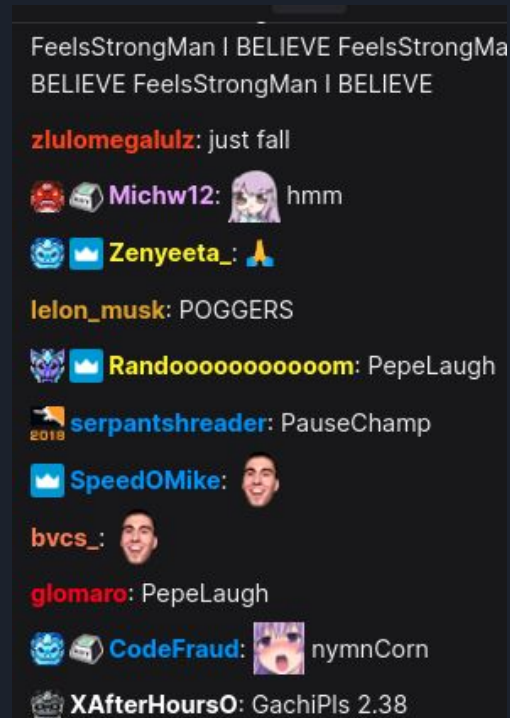 FeelsStrongMan I BELIEVE FeelsStrongMa
BELIEVE FeelsStrongMan I BELIEVE
zlulomegalulz: just fall
Michw12: hmm
Zenyeeta_:
lelon_musk: POGGERS
Randooooooooooom: PepeLaugh
2018 serpantshreader: PauseChamp
SpeedOMike:
bvcs_:
glomaro: PepeLaugh
CodeFraud: nymnCorn
XAfterHoursO: GachiPls 2.38